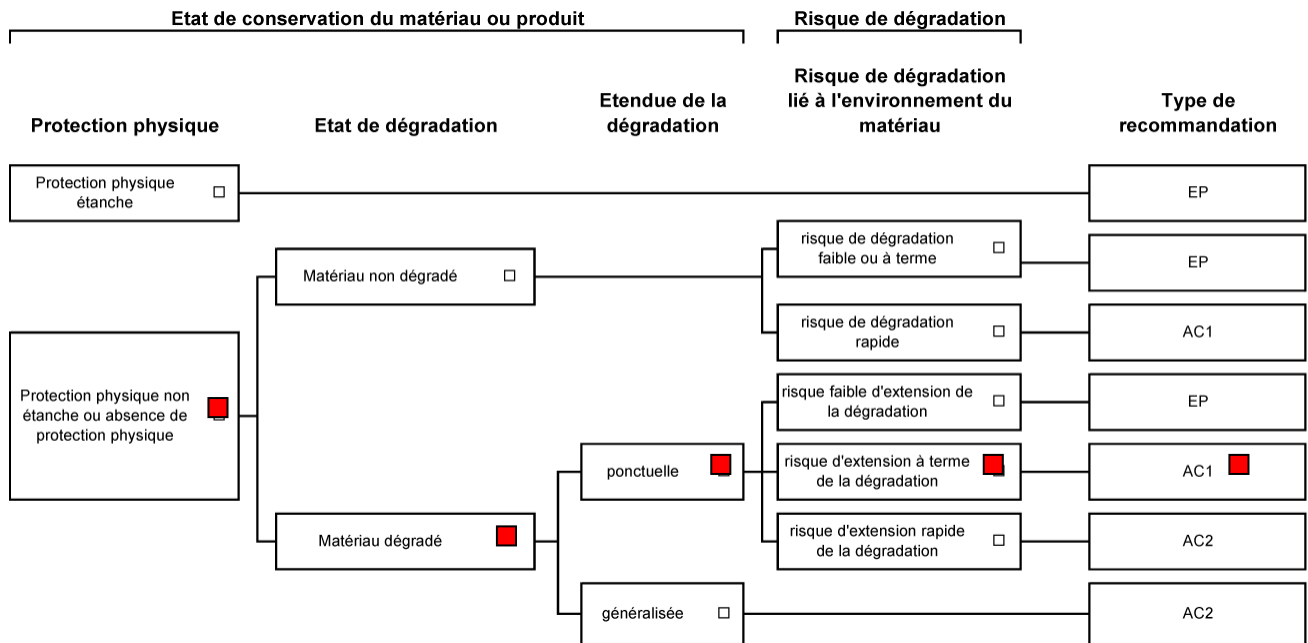 Etat de conservation du matériau ou produit
Risque de dégradation
Protection physique
Etat de dégradation
Etendue de la
dégradation
Risque de dégradation
lié à l'environnement du
matériau
Type de
recommandation
Protection physique
étanche
EP
Matériau non dégradé
risque de dégradation
faible ou à terme
EP
risque de dégradation
rapide
AC1
Protection physique non
étanche ou absence de
protection physique
risque faible d'extension de
la dégradation
EP
ponctuelle
risque d'extension à terme
de la dégradation
AC1
Matériau dégradé
risque d'extension rapide
de la dégradation
AC2
généralisée
AC2